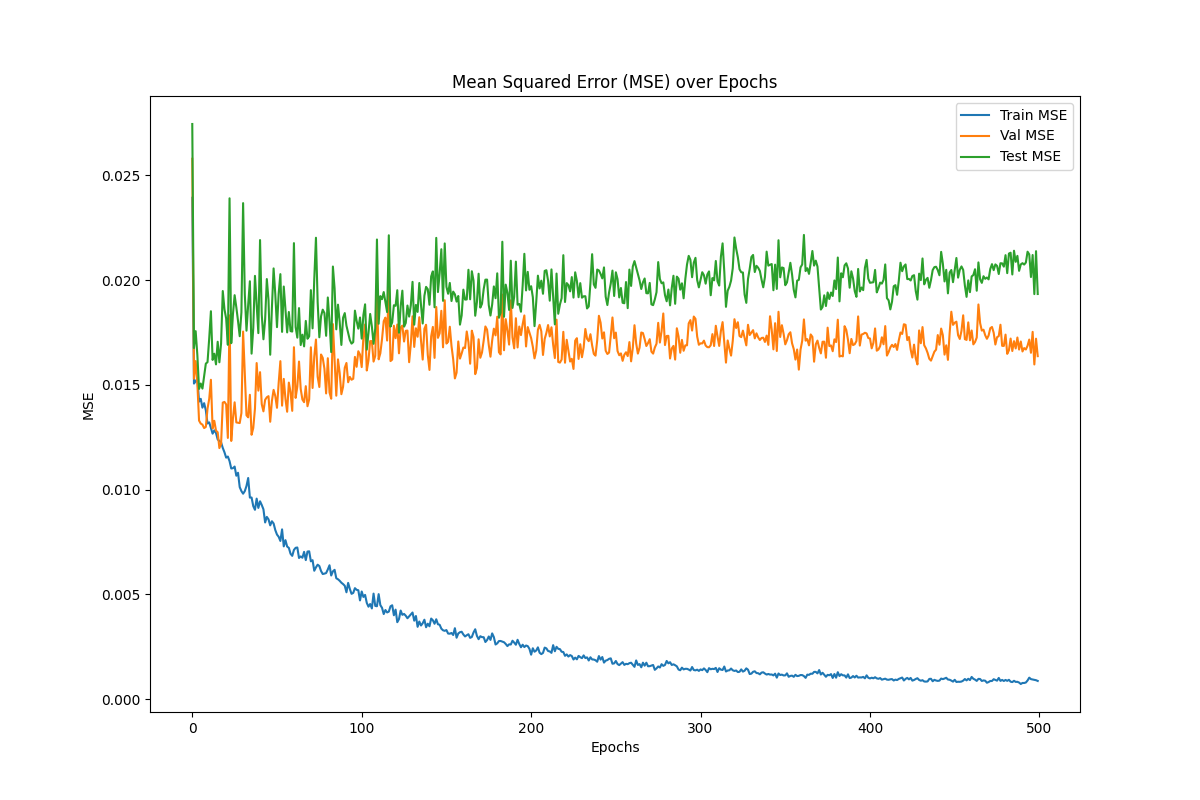 Mean Squared Error (MSE) over Epochs
Train MSE
Val MSE
Test MSE
0.025
0.020
0.015
0.010
0.005
0.000
MSE
0 100 200 300 400 500
Epochs